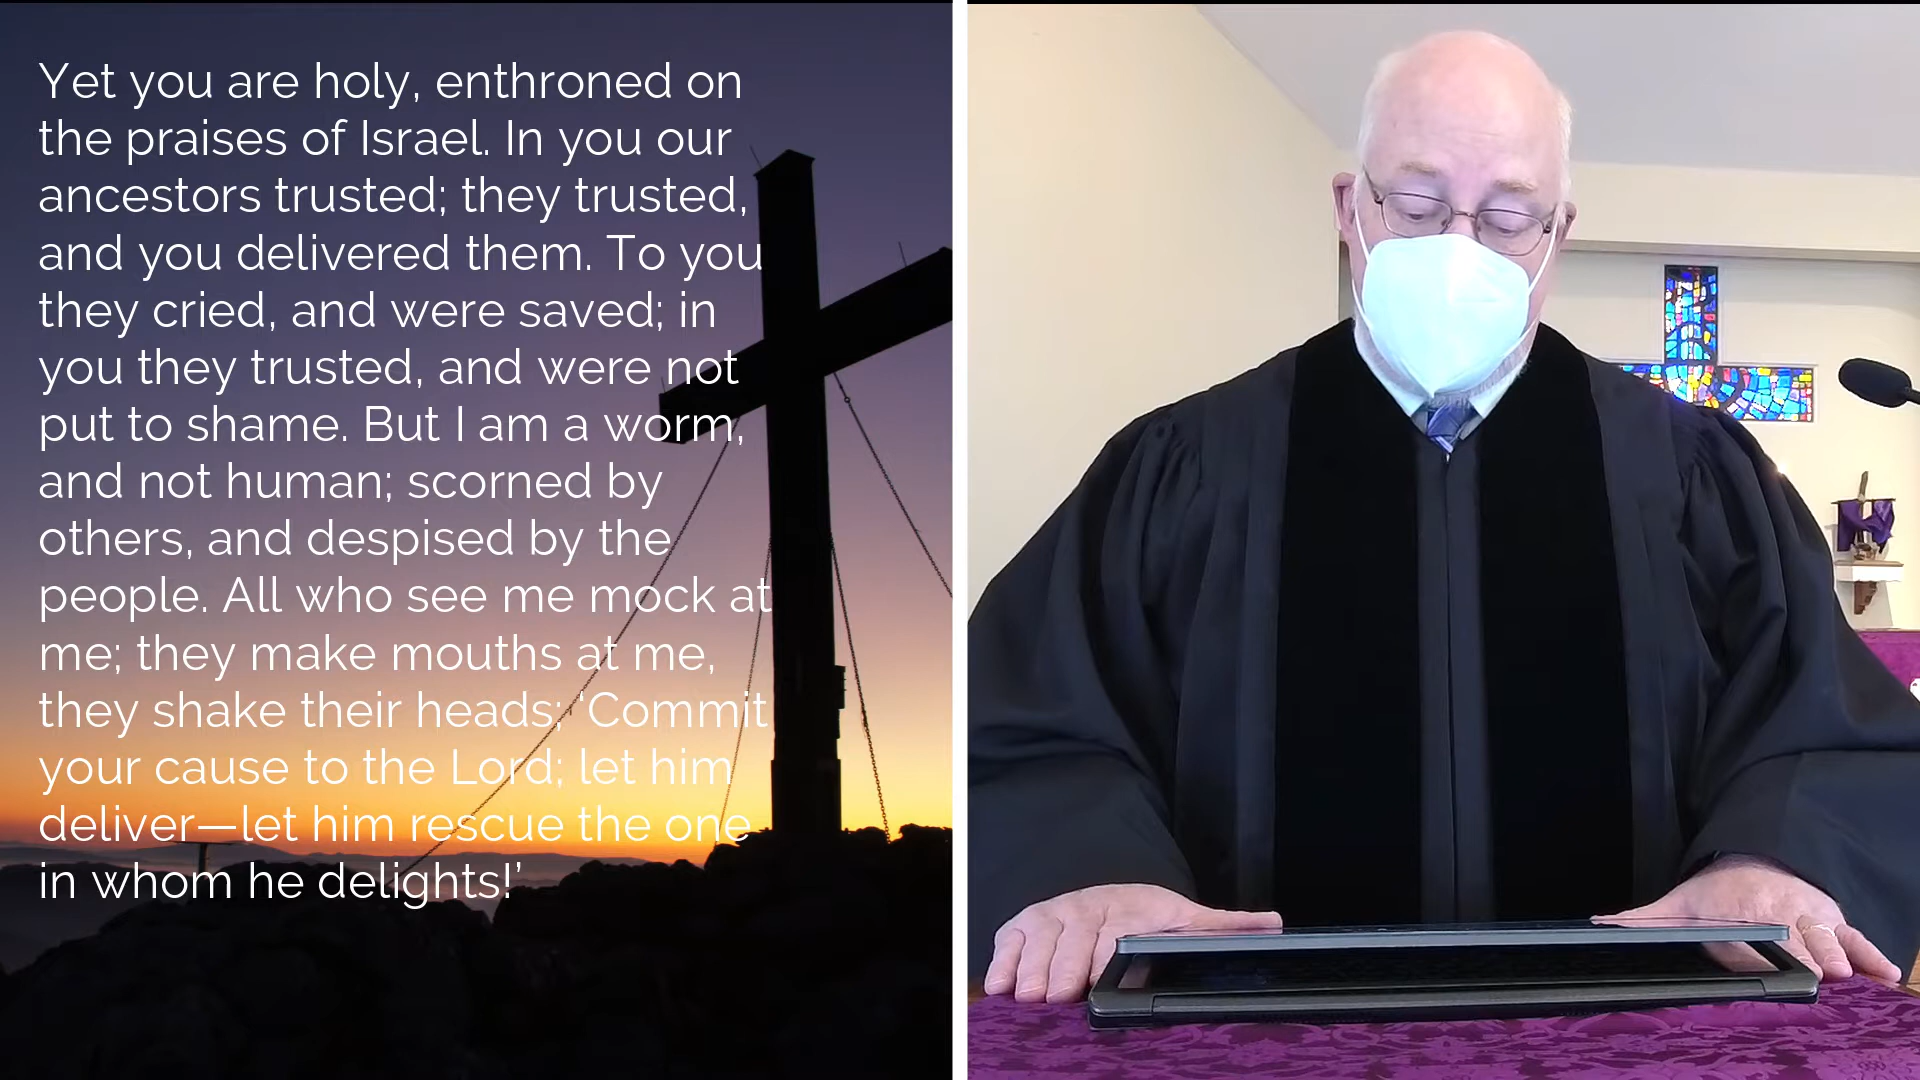 Yet you are holy, enthroned on
the praises of Israel. In you our
ancestors trusted; they trusted,
and you delivered them. To you
they cried, and were saved; in
you they trusted, and were not
put to shame. But I am a worm,
and not human; scorned by
others, and despised by the
people. All who see me mock at
me; they make mouths at me,
they shake their heads; ‘Commit
your cause to the Lord; let him
deliver—let him rescue the one
in whom he delights!’